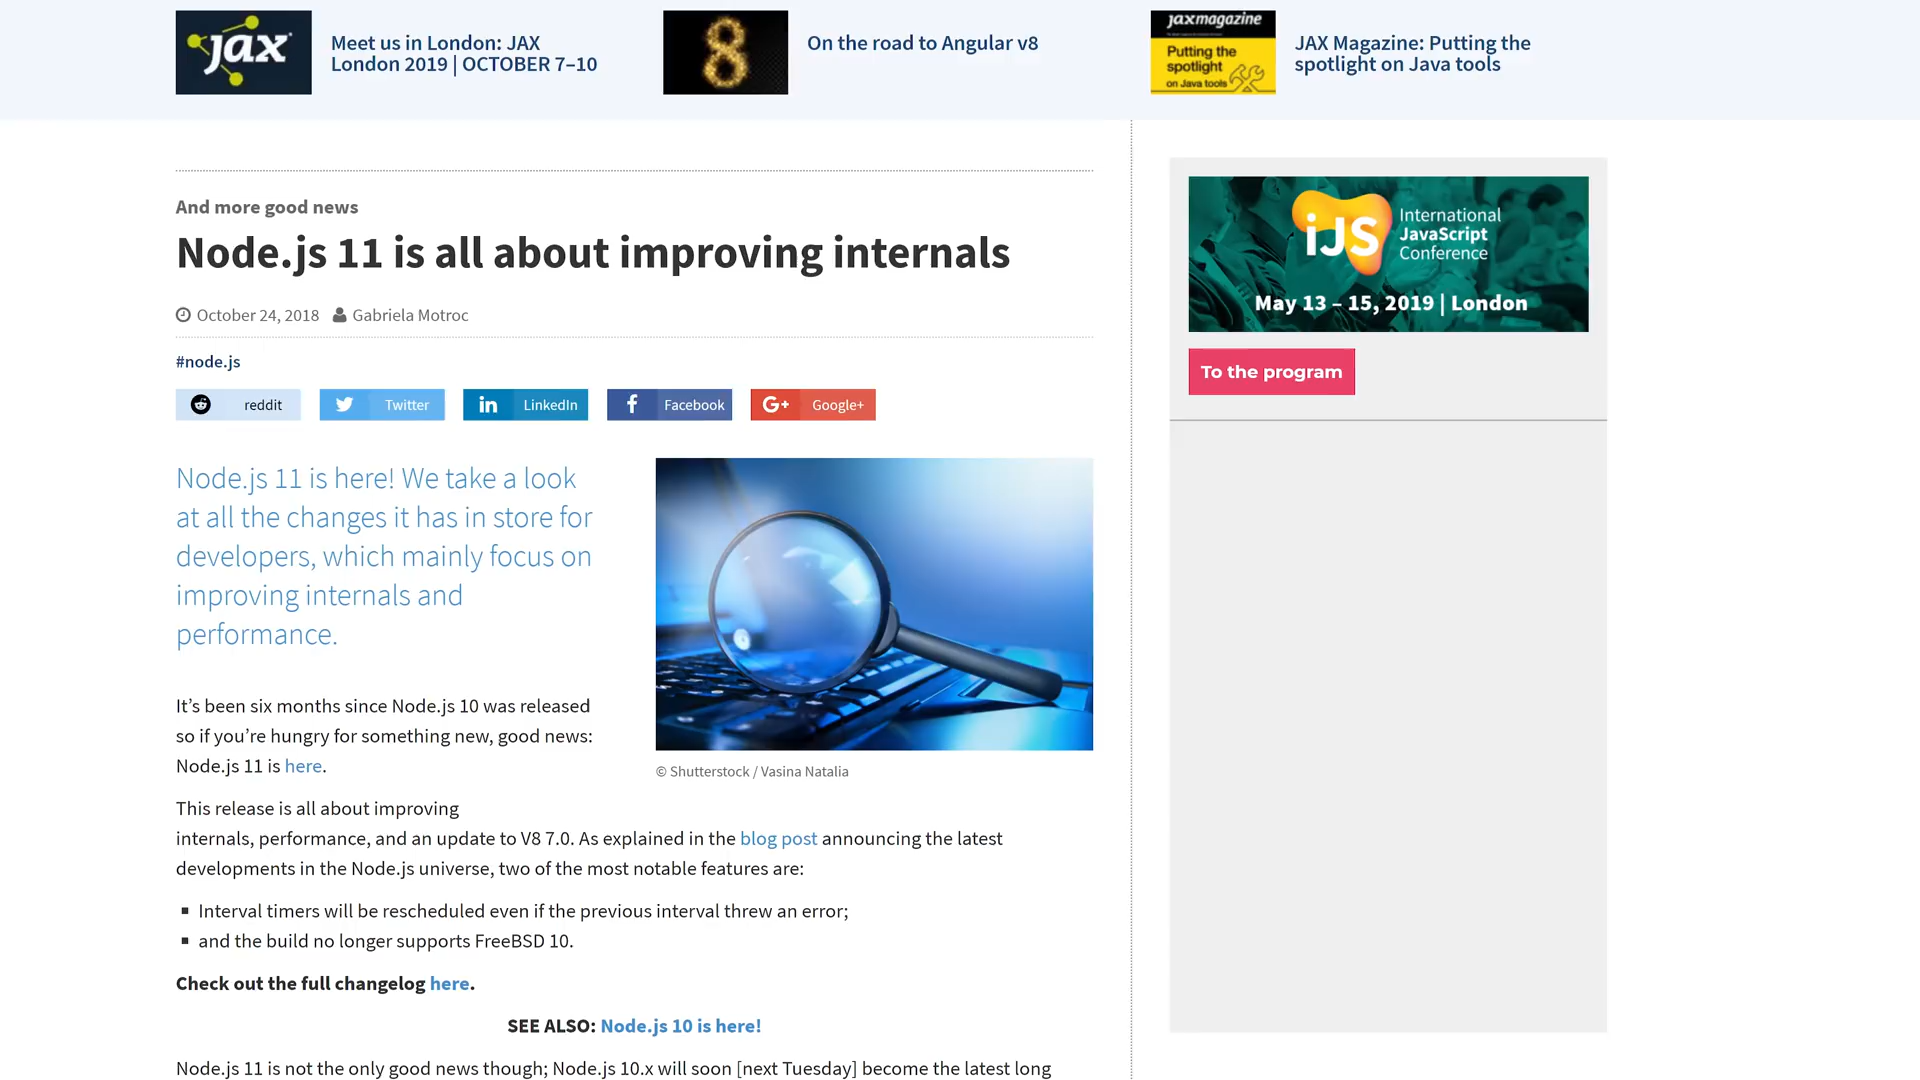 jax
Meet us in London: JAX
London 2019 | OCTOBER 7–10
8
On the road to Angular v8
jaxmagazine
Putting the
spotlight
on Java tools
JAX Magazine: Putting the
spotlight on Java tools
And more good news
Node.js 11 is all about improving internals
October 24, 2018 Gabriela Motroc
#node.js
reddit
Twitter
in LinkedIn
f Facebook
G+ Google+
Node.js 11 is here! We take a look
at all the changes it has in store for
developers, which mainly focus on
improving internals and
performance.
© Shutterstock / Vasina Natalia
It’s been six months since Node.js 10 was released
so if you’re hungry for something new, good news:
Node.js 11 is here.
This release is all about improving
internals, performance, and an update to V8 7.0. As explained in the blog post announcing the latest
developments in the Node.js universe, two of the most notable features are:
Interval timers will be rescheduled even if the previous interval threw an error;
and the build no longer supports FreeBSD 10.
Check out the full changelog here.
SEE ALSO: Node.js 10 is here!
Node.js 11 is not the only good news though; Node.js 10.x will soon [next Tuesday] become the latest long
iJS
International
JavaScript
Conference
May 13 – 15, 2019 | London
To the program